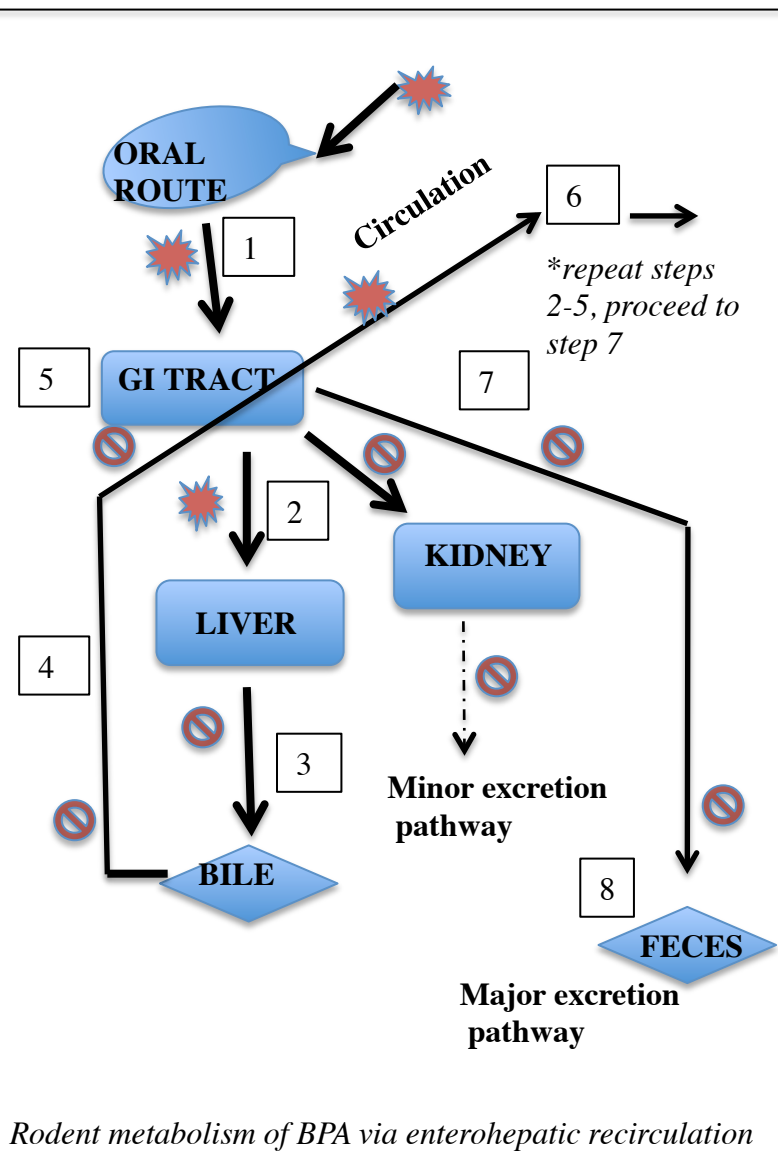 ORAL
ROUTE
1
Circulation
6
*repeat steps
2-5, proceed to
step 7
5
GI TRACT
7
2
KIDNEY
LIVER
4
3
Minor excretion
pathway
BILE
8
FECES
Major excretion
pathway
Rodent metabolism of BPA via enterohepatic recirculation